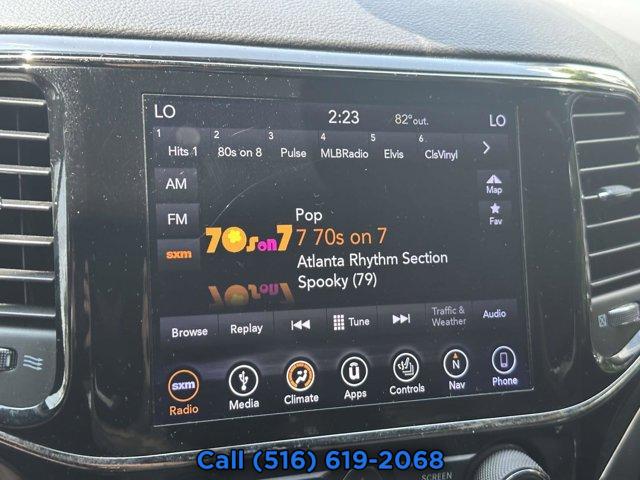 LO 2:23 82°out. LO
1 2 3 4 5 6
Hits 1 80s on 8 Pulse MLBRadio Elvis ClsVinyl
AM
Map
FM
Fav
sxm
70s on 7
Pop
7 70s on 7
Atlanta Rhythm Section
Spooky (79)
Browse Replay Tune Traffic & Weather Audio
sxm N
Radio Media Climate Apps Controls Nav Phone
Call (516) 619-2068
SCREEN